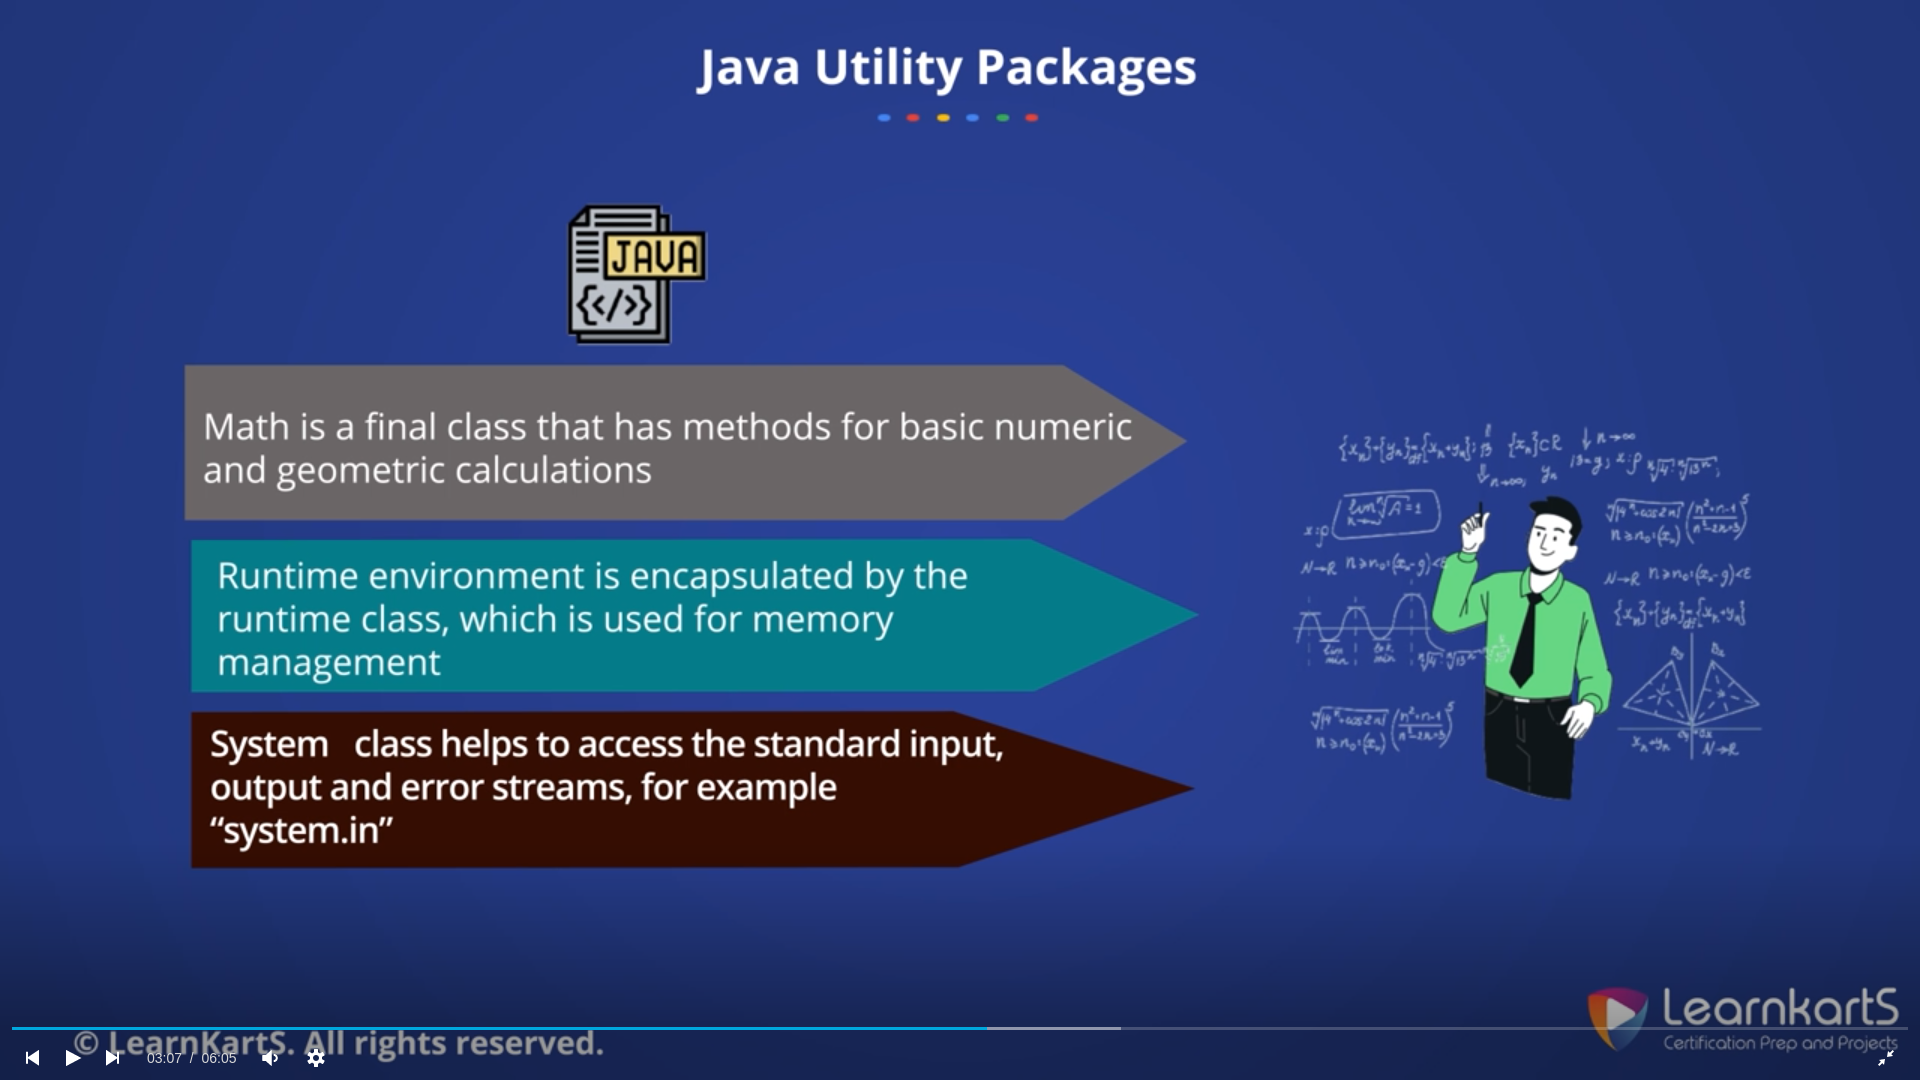 Java Utility Packages
JAVA
{</>}
Math is a final class that has methods for basic numeric
and geometric calculations
Runtime environment is encapsulated by the
runtime class, which is used for memory
management
System class helps to access the standard input,
output and error streams, for example
“system.in”
LearnkartS
Certification Prep and Projects
© LearnKartS. All rights reserved.
03:07 / 06:05